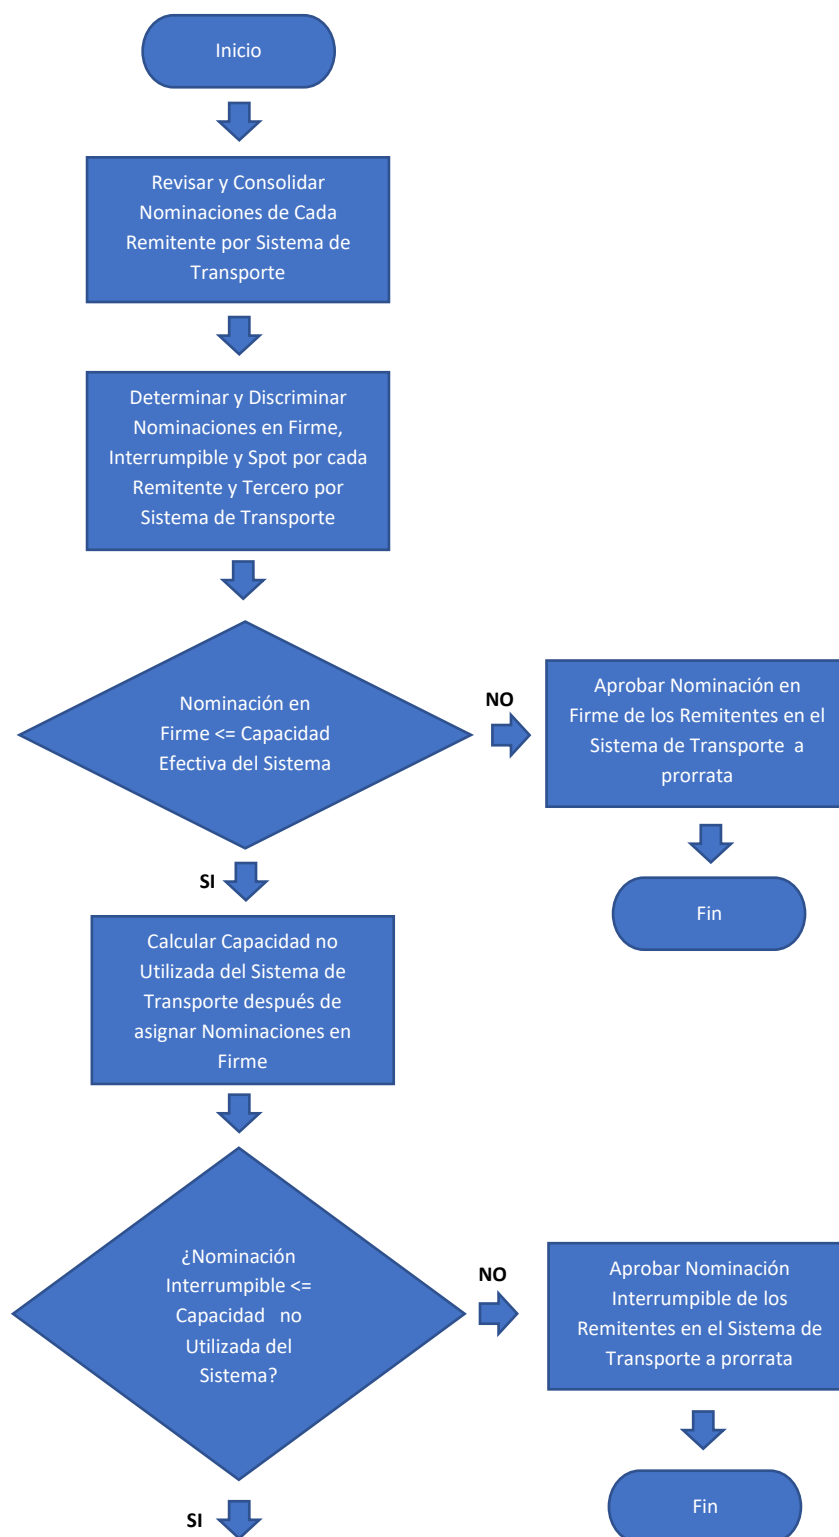 Inicio
Revisar y Consolidar
Nominaciones de Cada
Remitente por Sistema de
Transporte
Determinar y Discriminar
Nominaciones en Firme,
Interrumpible y Spot por cada
Remitente y Tercero por
Sistema de Transporte
Nominación en
Firme <= Capacidad
Efectiva del Sistema
NO
Aprobar Nominación en
Firme de los Remitentes en el
Sistema de Transporte a
prorrata
Fin
SI
Calcular Capacidad no
Utilizada del Sistema de
Transporte después de
asignar Nominaciones en
Firme
¿Nominación
Interrumpible <=
Capacidad no
Utilizada del
Sistema?
NO
Aprobar Nominación
Interrumpible de los
Remitentes en el Sistema de
Transporte a prorrata
Fin
SI